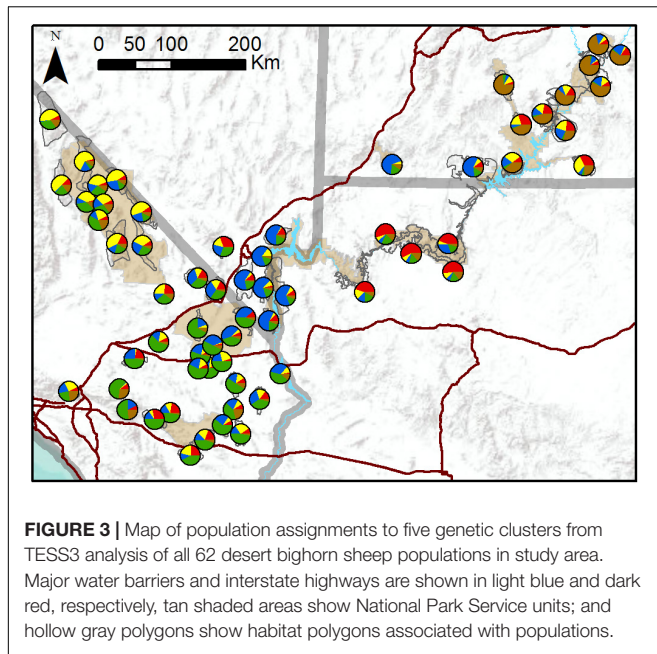 0 50 100 200
Km
FIGURE 3 | Map of population assignments to five genetic clusters from
TESS3 analysis of all 62 desert bighorn sheep populations in study area.
Major water barriers and interstate highways are shown in light blue and dark
red, respectively, tan shaded areas show National Park Service units; and
hollow gray polygons show habitat polygons associated with populations.